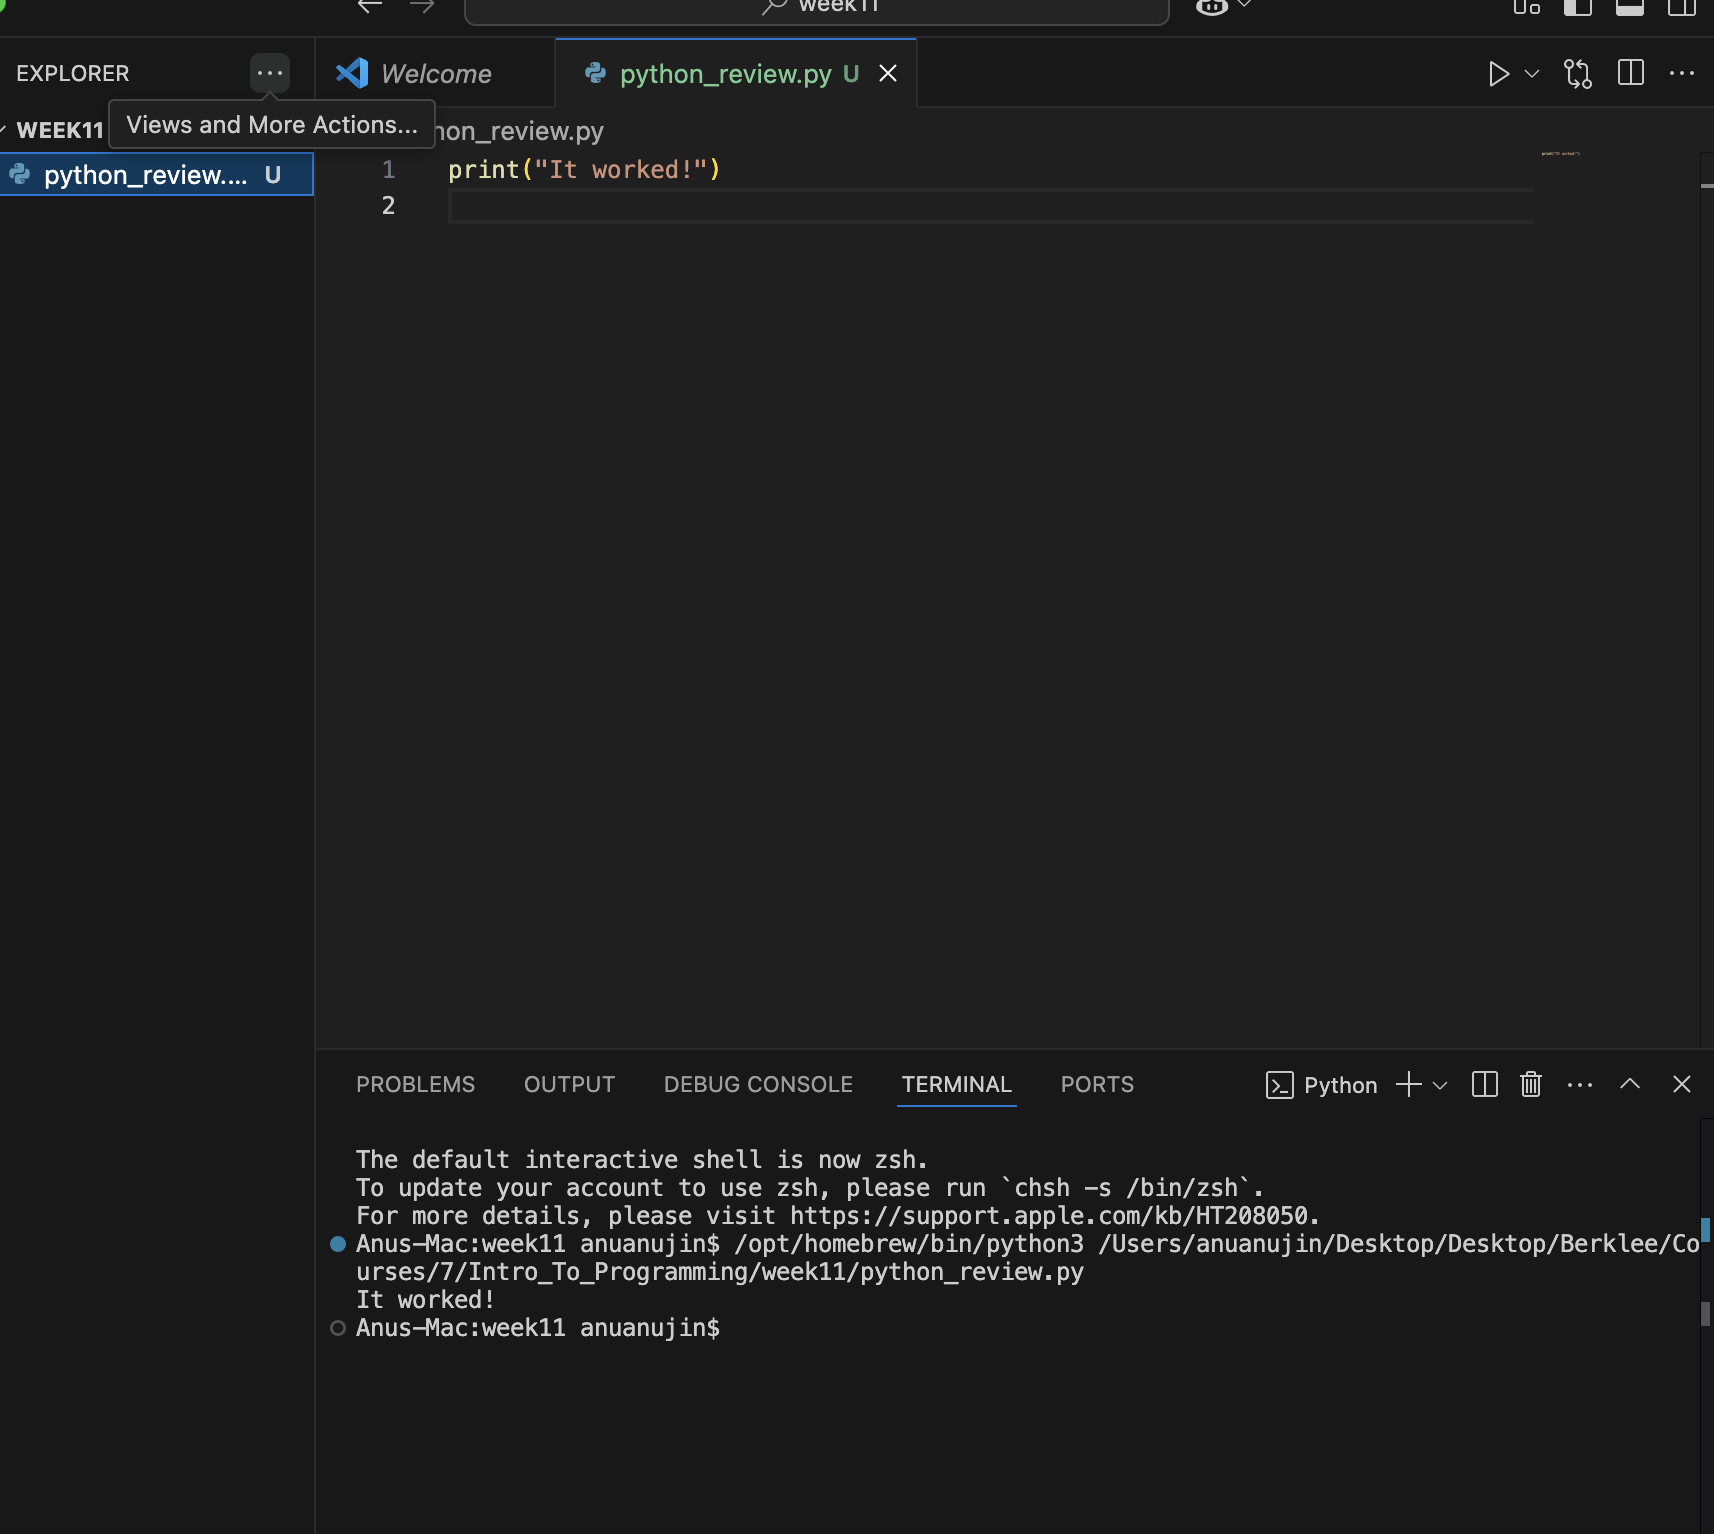 week11
EXPLORER
Welcome
python_review.py U
WEEK11
Views and More Actions...
hon_review.py
python_review.... U
1 print("It worked!")
2
PROBLEMS
OUTPUT
DEBUG CONSOLE
TERMINAL
PORTS
Python
The default interactive shell is now zsh.
To update your account to use zsh, please run `chsh -s /bin/zsh`.
For more details, please visit https://support.apple.com/kb/HT208050.
Anus-Mac:week11 anuanujin$ /opt/homebrew/bin/python3 /Users/anuanujin/Desktop/Desktop/Berklee/Co
urses/7/Intro_To_Programming/week11/python_review.py
It worked!
Anus-Mac:week11 anuanujin$